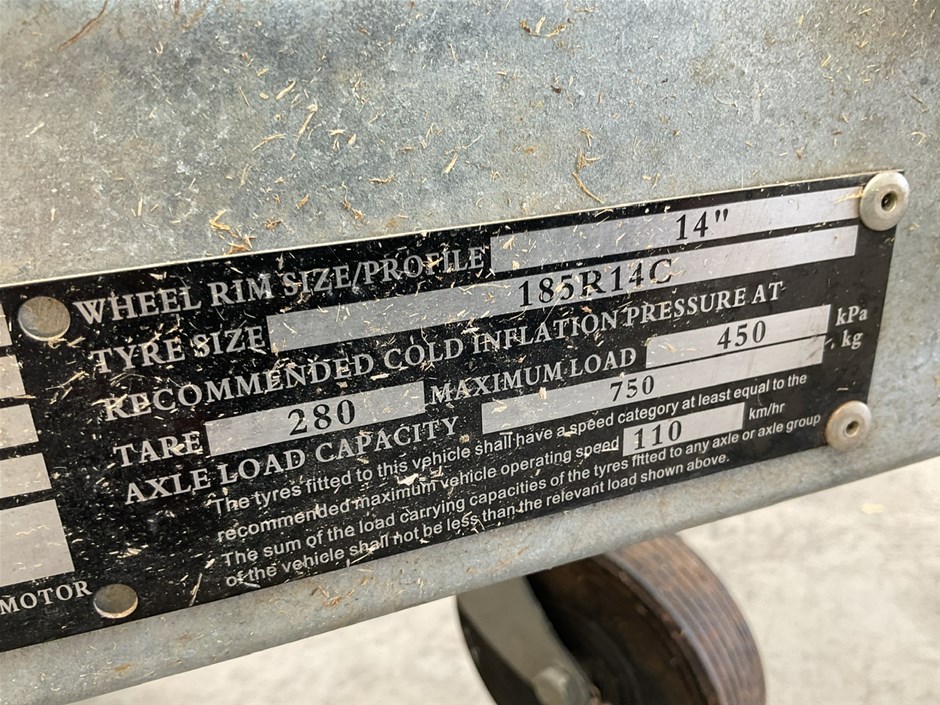 WHEEL RIM SIZE/PROFILE 14"
TYRE SIZE 185R14C
RECOMMENDED COLD INFLATION PRESSURE AT
TARE 280 MAXIMUM LOAD 450 kPa
AXLE LOAD CAPACITY 750 kg
The tyres fitted to this vehicle shall have a speed category at least equal to the
recommended maximum vehicle operating speed 110 km/hr
The sum of the load carrying capacities of the tyres fitted to any axle or axle group
of the vehicle shall not be less than the relevant load shown above.
MOTOR